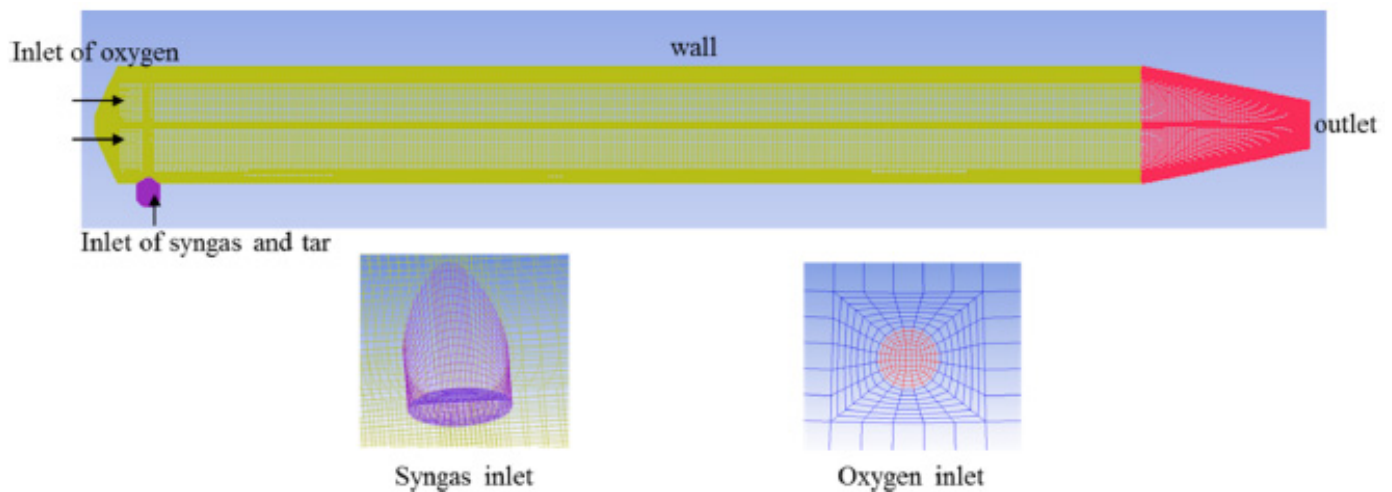 wall
Inlet of oxygen
outlet
Inlet of syngas and tar
Syngas inlet
Oxygen inlet